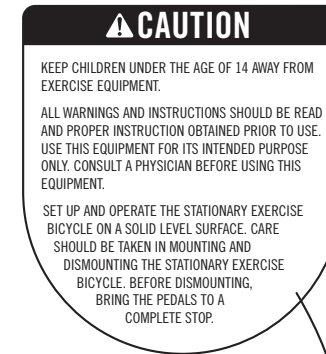 CAUTION
KEEP CHILDREN UNDER THE AGE OF 14 AWAY FROM
EXERCISE EQUIPMENT.
ALL WARNINGS AND INSTRUCTIONS SHOULD BE READ
AND PROPER INSTRUCTION OBTAINED PRIOR TO USE.
USE THIS EQUIPMENT FOR ITS INTENDED PURPOSE
ONLY. CONSULT A PHYSICIAN BEFORE USING THIS
EQUIPMENT.
SET UP AND OPERATE THE STATIONARY EXERCISE
BICYCLE ON A SOLID LEVEL SURFACE. CARE
SHOULD BE TAKEN IN MOUNTING AND
DISMOUNTING THE STATIONARY EXERCISE
BICYCLE. BEFORE DISMOUNTING,
BRING THE PEDALS TO A
COMPLETE STOP.